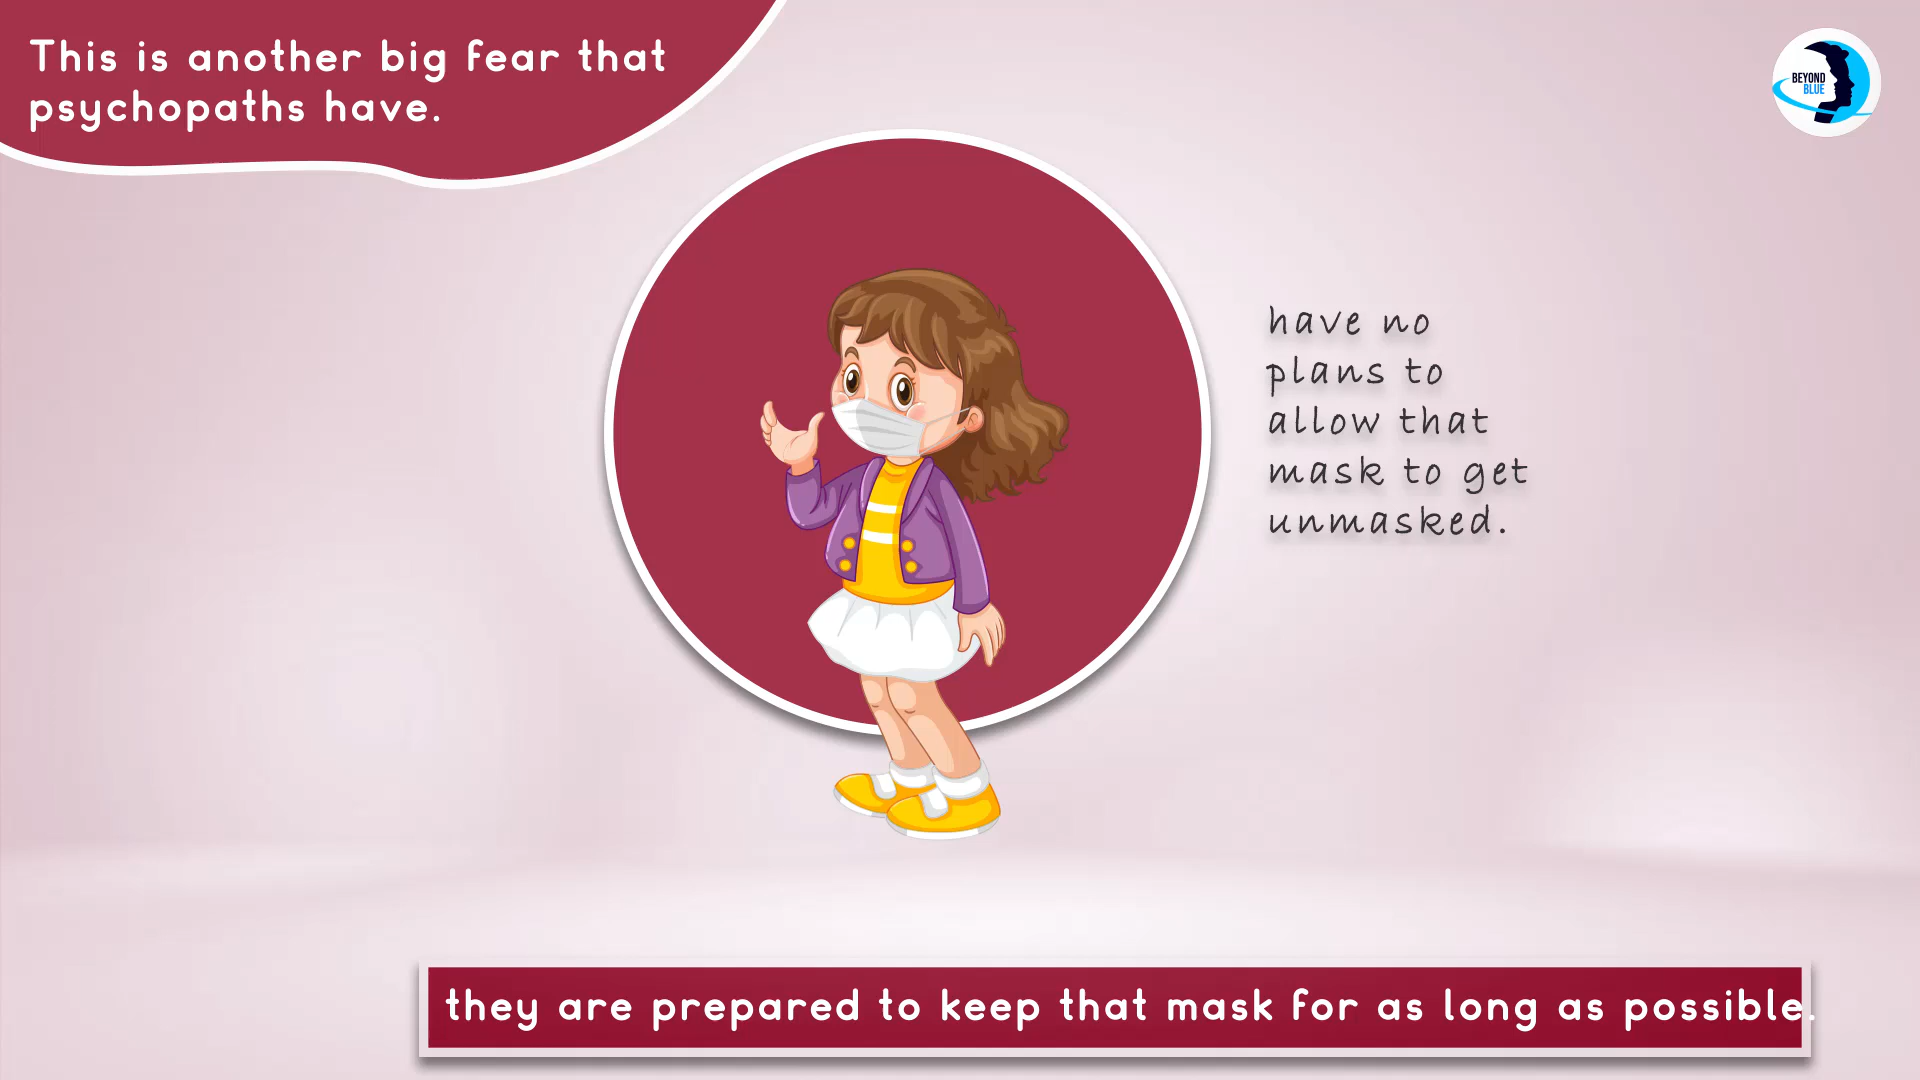 This is another big fear that
psychopaths have.
BEYOND
BLUE
have no
plans to
allow that
mask to get
unmasked.
they are prepared to keep that mask for as long as possible.